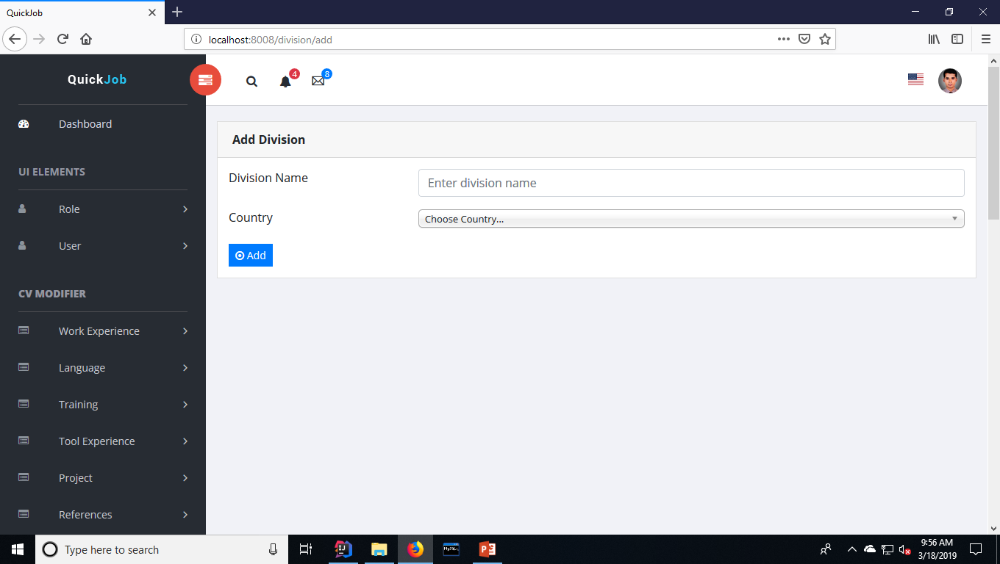 QuickJob
localhost:8008/division/add
QuickJob
4
8
Dashboard
UI ELEMENTS
Role
User
CV MODIFIER
Work Experience
Language
Training
Tool Experience
Project
References
Add Division
Division Name
Enter division name
Country
Choose Country...
Add
Type here to search
IJ
MySQL
P
9:56 AM
3/18/2019